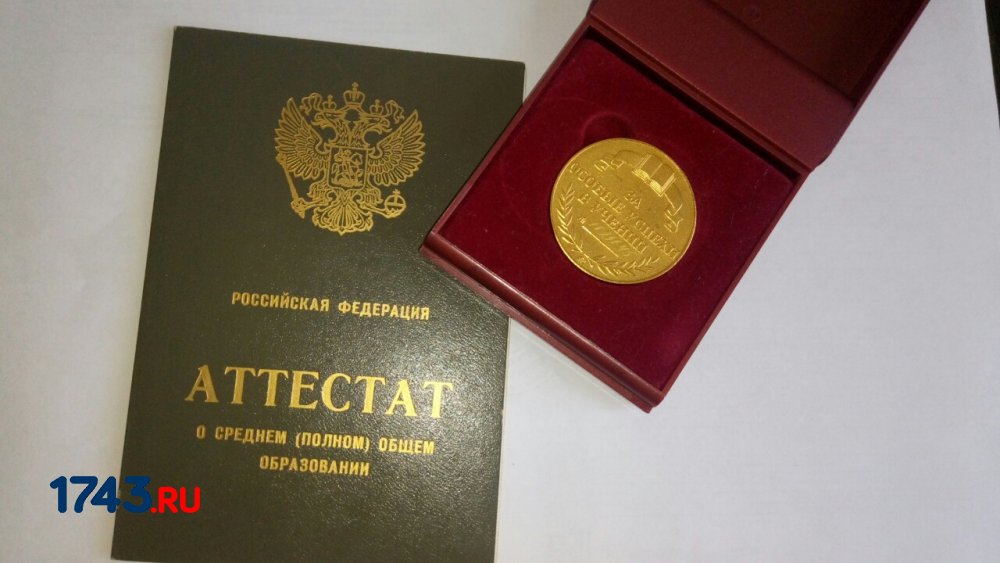 РОССИЙСКАЯ ФЕДЕРАЦИЯ
АТТЕСТАТ
О СРЕДНЕМ (ПОЛНОМ) ОБЩЕМ
ОБРАЗОВАНИИ
ЗА
ОСОБЫЕ УСПЕХИ
В УЧЕНИИ
1743.RU